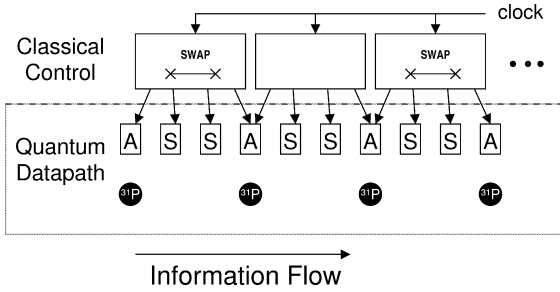 clock
Classical
Control
SWAP
SWAP
Quantum
Datapath
A S S A S S A S S A
31P 31P 31P 31P
Information Flow